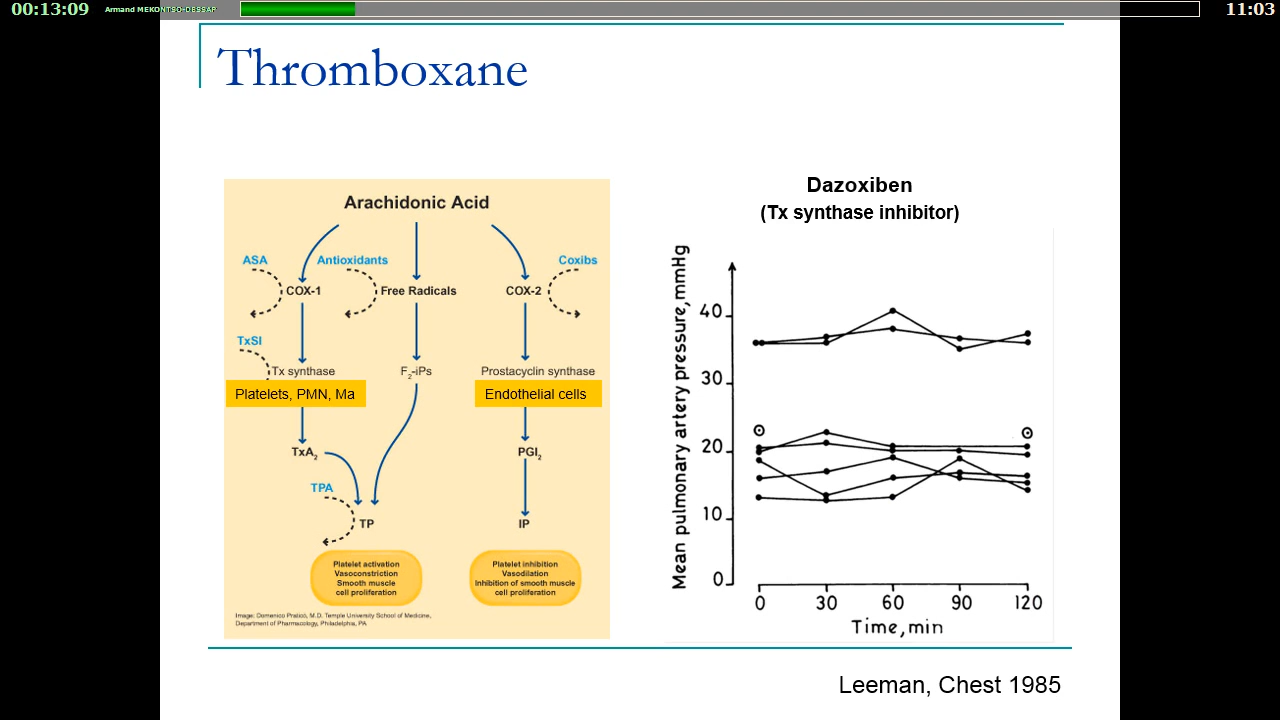 00:13:09
Armand MEKONTSO-DESSAP
11:03
Thromboxane
Arachidonic Acid
ASA
Antioxidants
Coxibs
COX-1
Free Radicals
COX-2
TxSI
Tx synthase
F2-iPs
Prostacyclin synthase
Platelets, PMN, Ma
Endothelial cells
TxA2
PGI2
TPA
TP
IP
Platelet activation
Vasoconstriction
Smooth muscle
cell proliferation
Platelet inhibition
Vasodilation
Inhibition of smooth muscle
cell proliferation
Image: Domenico Praticó, M.D. Temple University School of Medicine,
Department of Pharmacology, Philadelphia, PA
Dazoxiben
(Tx synthase inhibitor)
Mean pulmonary artery pressure, mmHg
40
30
20
10
0
0 30 60 90 120
Time, min
Leeman, Chest 1985